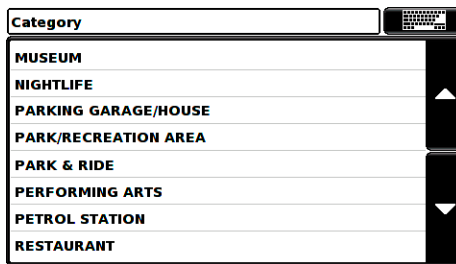 Category
MUSEUM
NIGHTLIFE
PARKING GARAGE/HOUSE
PARK/RECREATION AREA
PARK & RIDE
PERFORMING ARTS
PETROL STATION
RESTAURANT